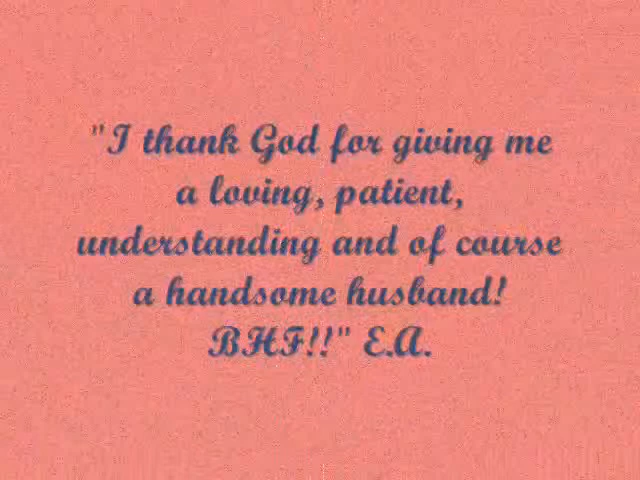 "I thank God for giving me
a loving, patient,
understanding and of course
a handsome husband!
BHF!!" E.A.